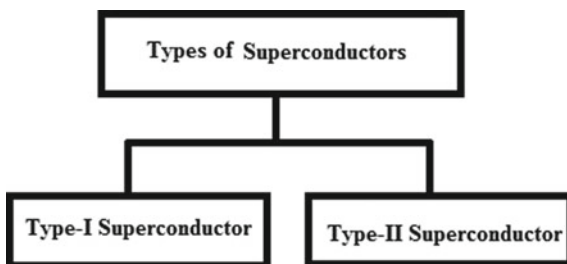 Types of Superconductors
Type-I Superconductor
Type-II Superconductor